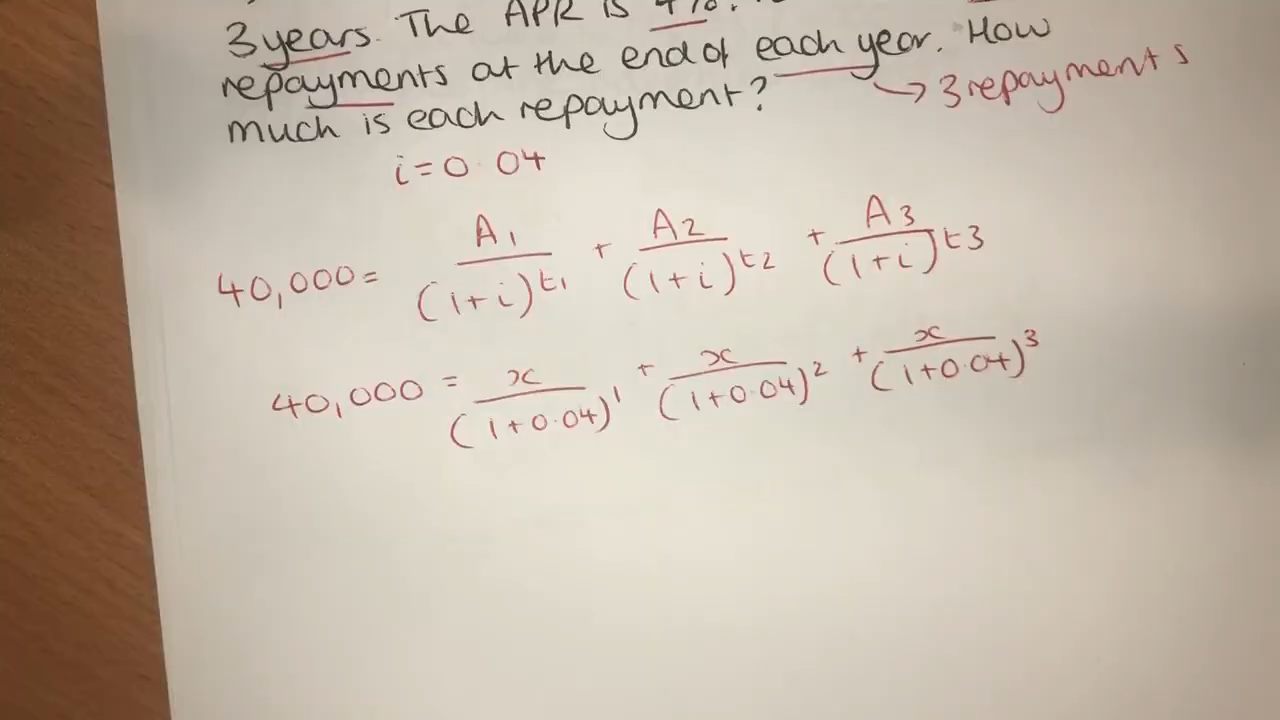 3 years. The APR is 4%.
repayments at the end of each year. How
much is each repayment?
→ 3 repayments
i = 0.04
40,000 = A1/(1+i)^t1 + A2/(1+i)^t2 + A3/(1+i)^t3
40,000 = x/(1+0.04)^1 + x/(1+0.04)^2 + x/(1+0.04)^3